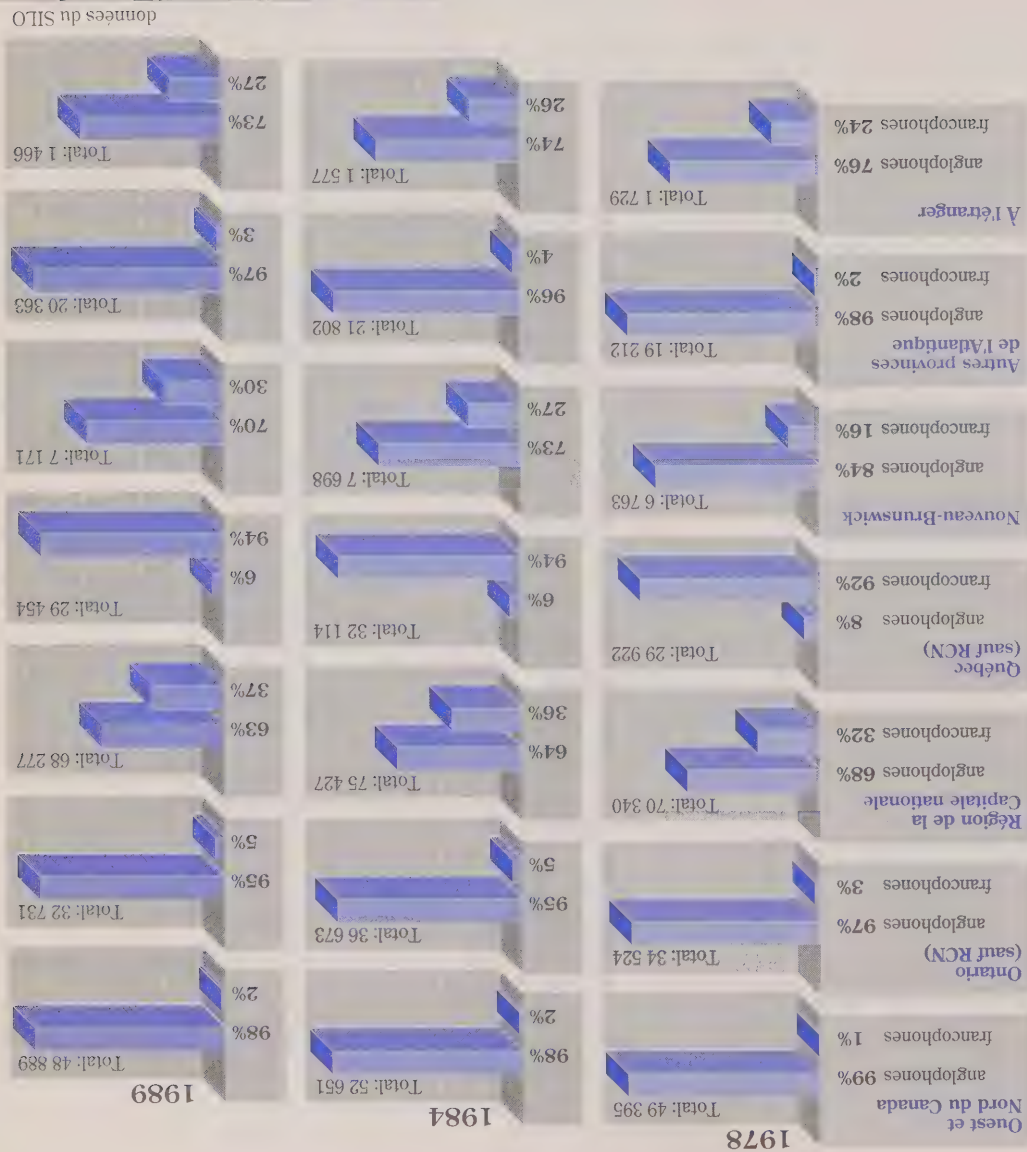 1978
1984
1989
Ouest et
Nord du Canada
anglophones 99%
francophones 1%
Total: 49 395
98%
2%
Total: 52 651
98%
2%
Total: 48 889
Ontario
(sauf RCN)
anglophones 97%
francophones 3%
Total: 34 524
95%
5%
Total: 36 673
95%
5%
Total: 32 731
Région de la
Capitale nationale
anglophones 68%
francophones 32%
Total: 70 340
64%
36%
Total: 75 427
63%
37%
Total: 68 277
Québec
(sauf RCN)
anglophones 8%
francophones 92%
Total: 29 922
6%
94%
Total: 32 114
6%
94%
Total: 29 454
Nouveau-Brunswick
anglophones 84%
francophones 16%
Total: 6 763
73%
27%
Total: 7 698
70%
30%
Total: 7 171
Autres provinces
de l'Atlantique
anglophones 98%
francophones 2%
Total: 19 212
96%
4%
Total: 21 802
97%
3%
Total: 20 363
À l'étranger
anglophones 76%
francophones 24%
Total: 1 729
74%
26%
Total: 1 577
73%
27%
Total: 1 466
données du SILO